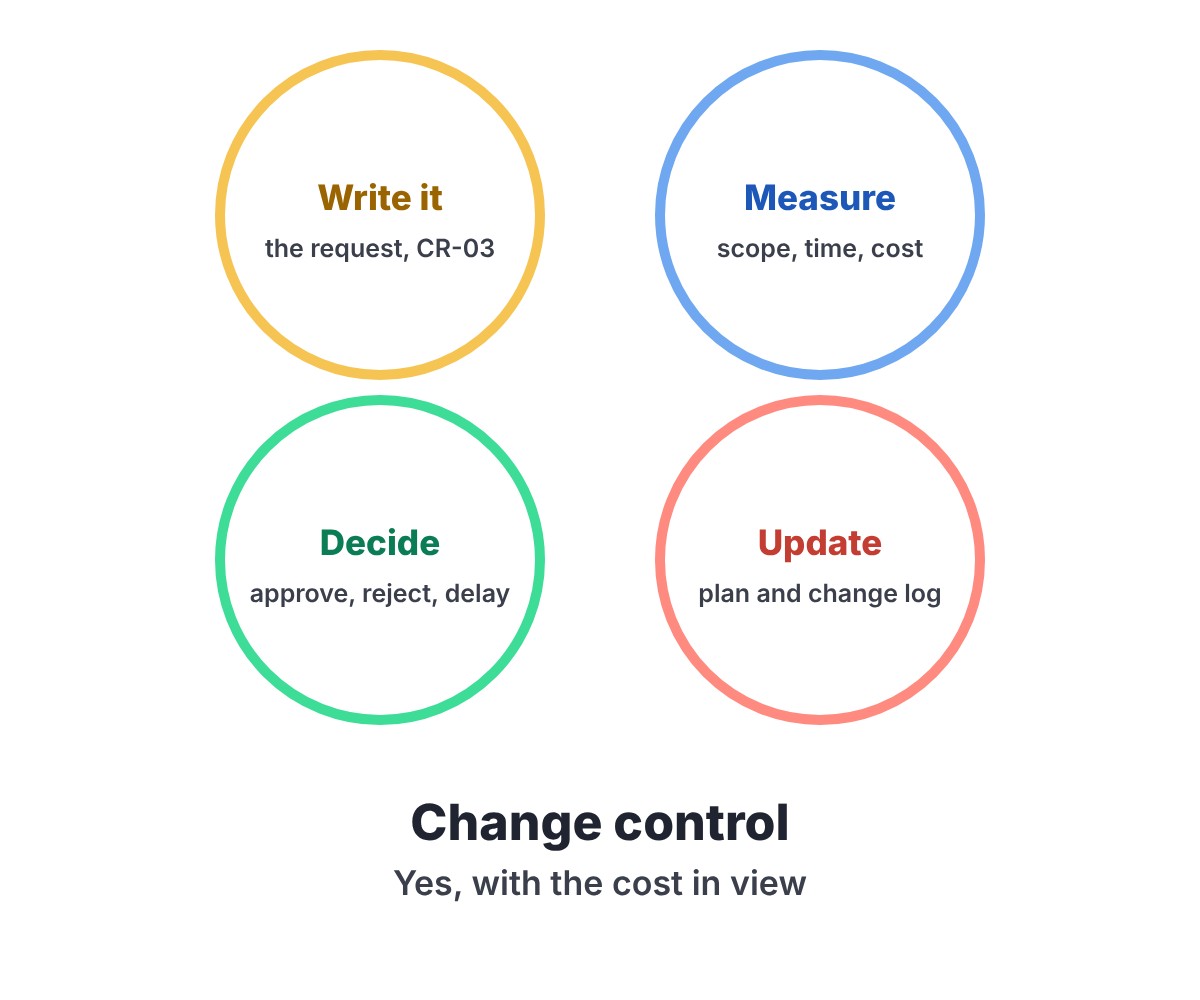 Write it
the request, CR-03
Measure
scope, time, cost
Decide
approve, reject, delay
Update
plan and change log
Change control
Yes, with the cost in view